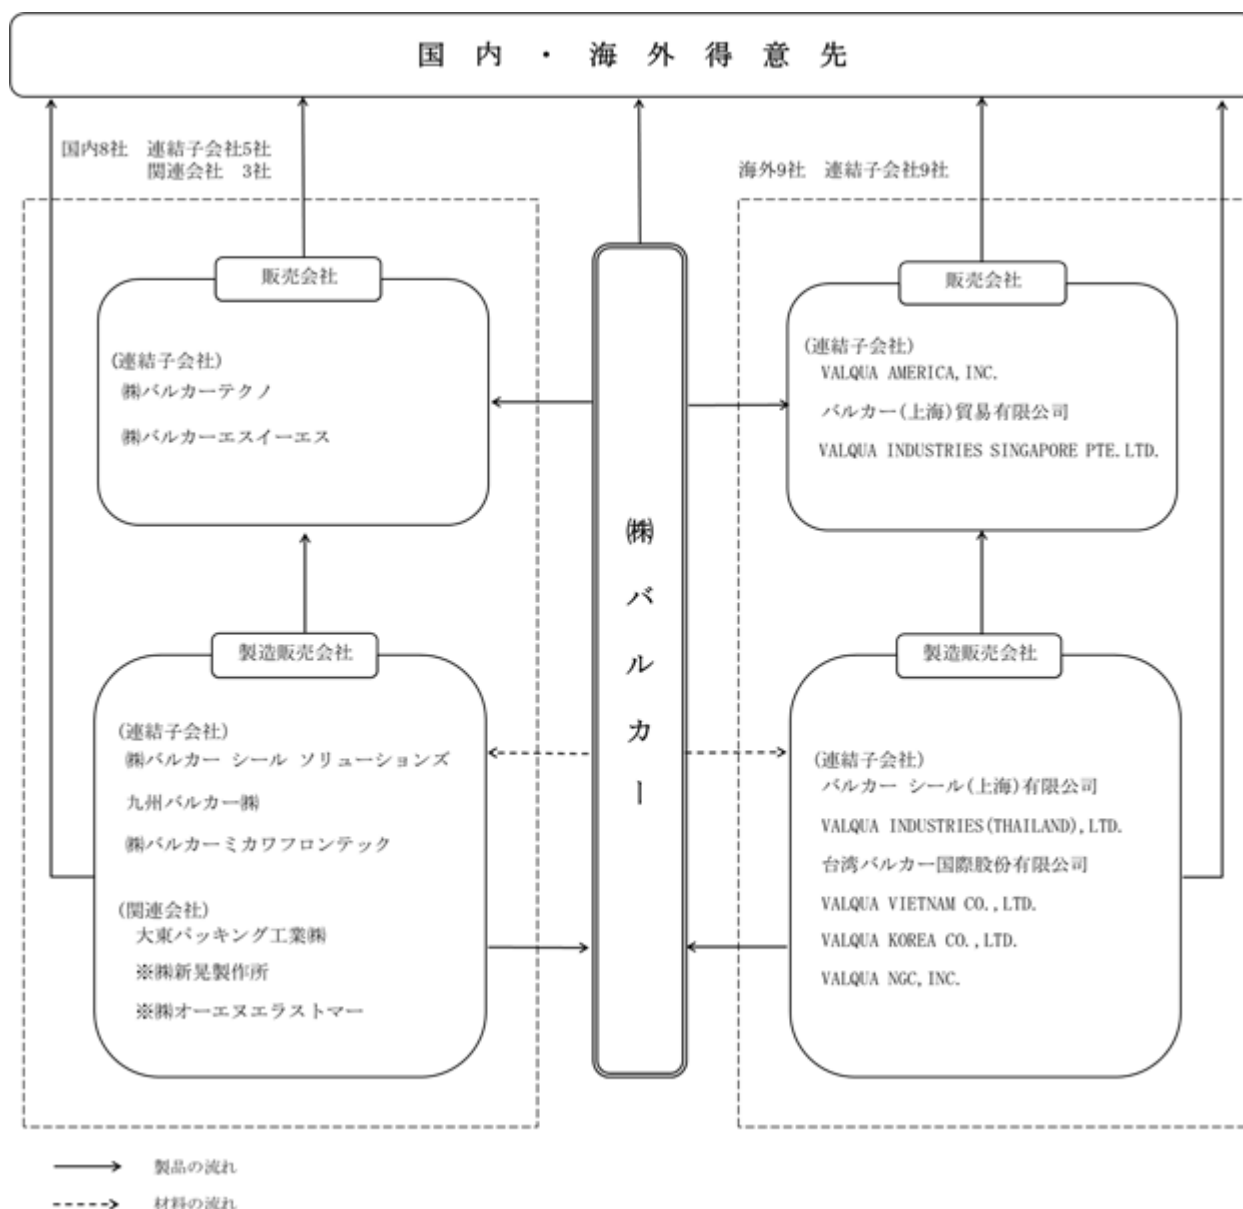 国内・海外得意先
国内8社 連結子会社5社
関連会社 3社
海外9社 連結子会社9社
販売会社
(連結子会社)
㈱バルカーテクノ
㈱バルカーエスイーエス
製造販売会社
(連結子会社)
㈱バルカー シール ソリューションズ
九州バルカー㈱
㈱バルカーミカワフロンテック
(関連会社)
大東パッキング工業㈱
※㈱新晃製作所
※㈱オーエヌエラストマー
㈱バルカー
販売会社
(連結子会社)
VALQUA AMERICA,INC.
バルカー(上海)貿易有限公司
VALQUA INDUSTRIES SINGAPORE PTE.LTD.
製造販売会社
(連結子会社)
バルカー シール(上海)有限公司
VALQUA INDUSTRIES(THAILAND),LTD.
台湾バルカー国際股份有限公司
VALQUA VIETNAM CO.,LTD.
VALQUA KOREA CO.,LTD.
VALQUA NGC,INC.
製品の流れ
材料の流れ